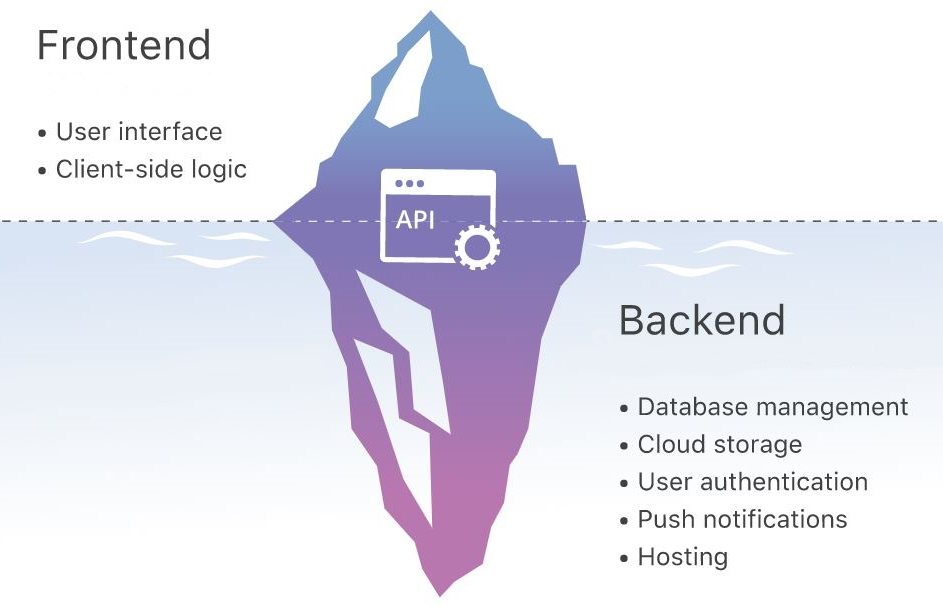 Frontend
• User interface
• Client-side logic
API
Backend
• Database management
• Cloud storage
• User authentication
• Push notifications
• Hosting